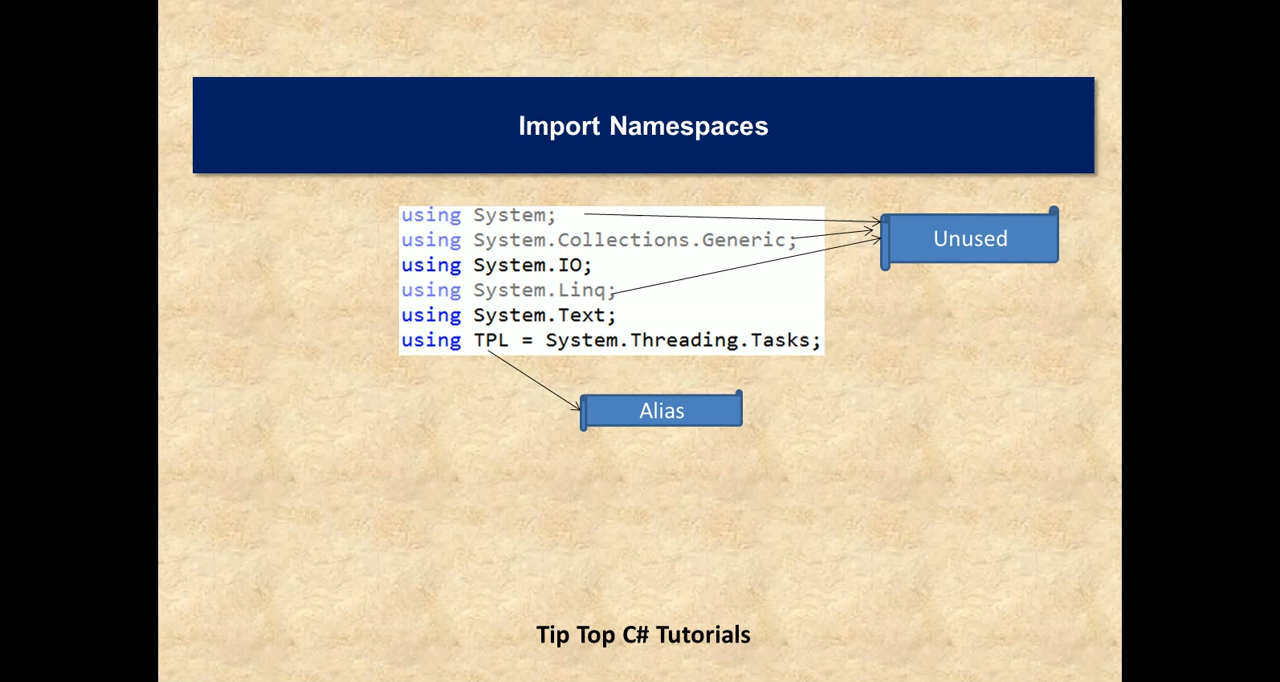 Import Namespaces
using System;
using System.Collections.Generic;
using System.IO;
using System.Linq;
using System.Text;
using TPL = System.Threading.Tasks;
Unused
Alias
Tip Top C# Tutorials